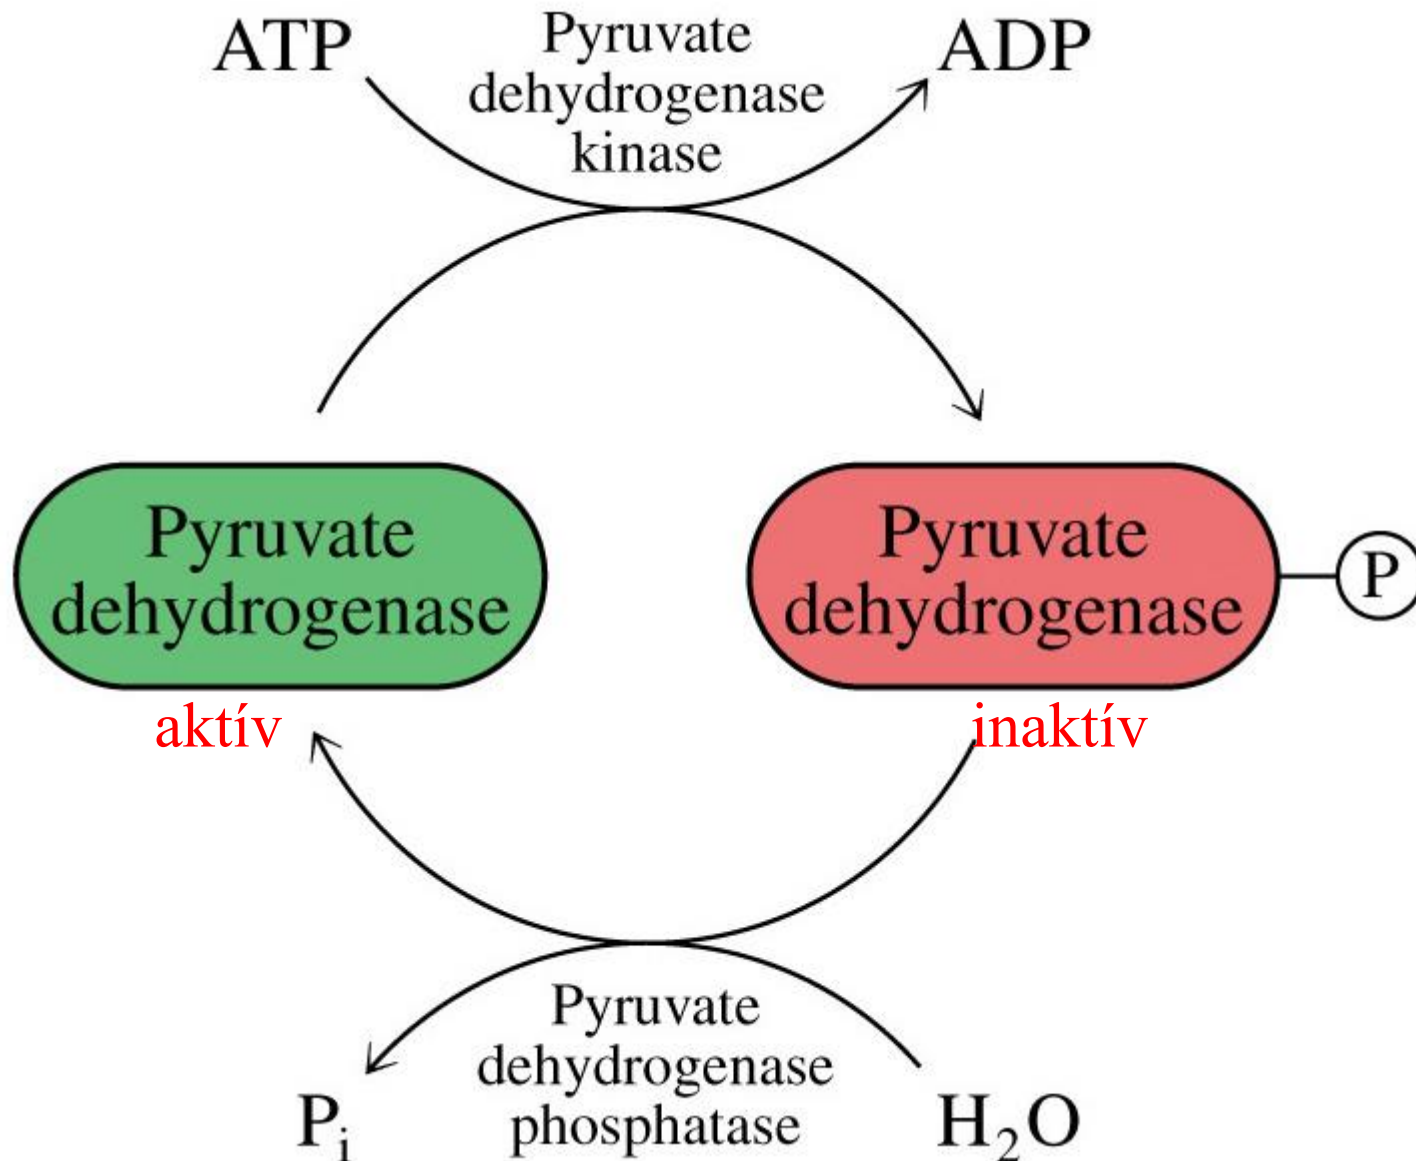 ATP
Pyruvate
dehydrogenase
kinase
ADP
Pyruvate
dehydrogenase
aktív
Pyruvate
dehydrogenase
P
inaktív
Pyruvate
dehydrogenase
phosphatase
Pᵢ
H₂O